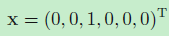 x = (0, 0, 1, 0, 0, 0)ᵀ